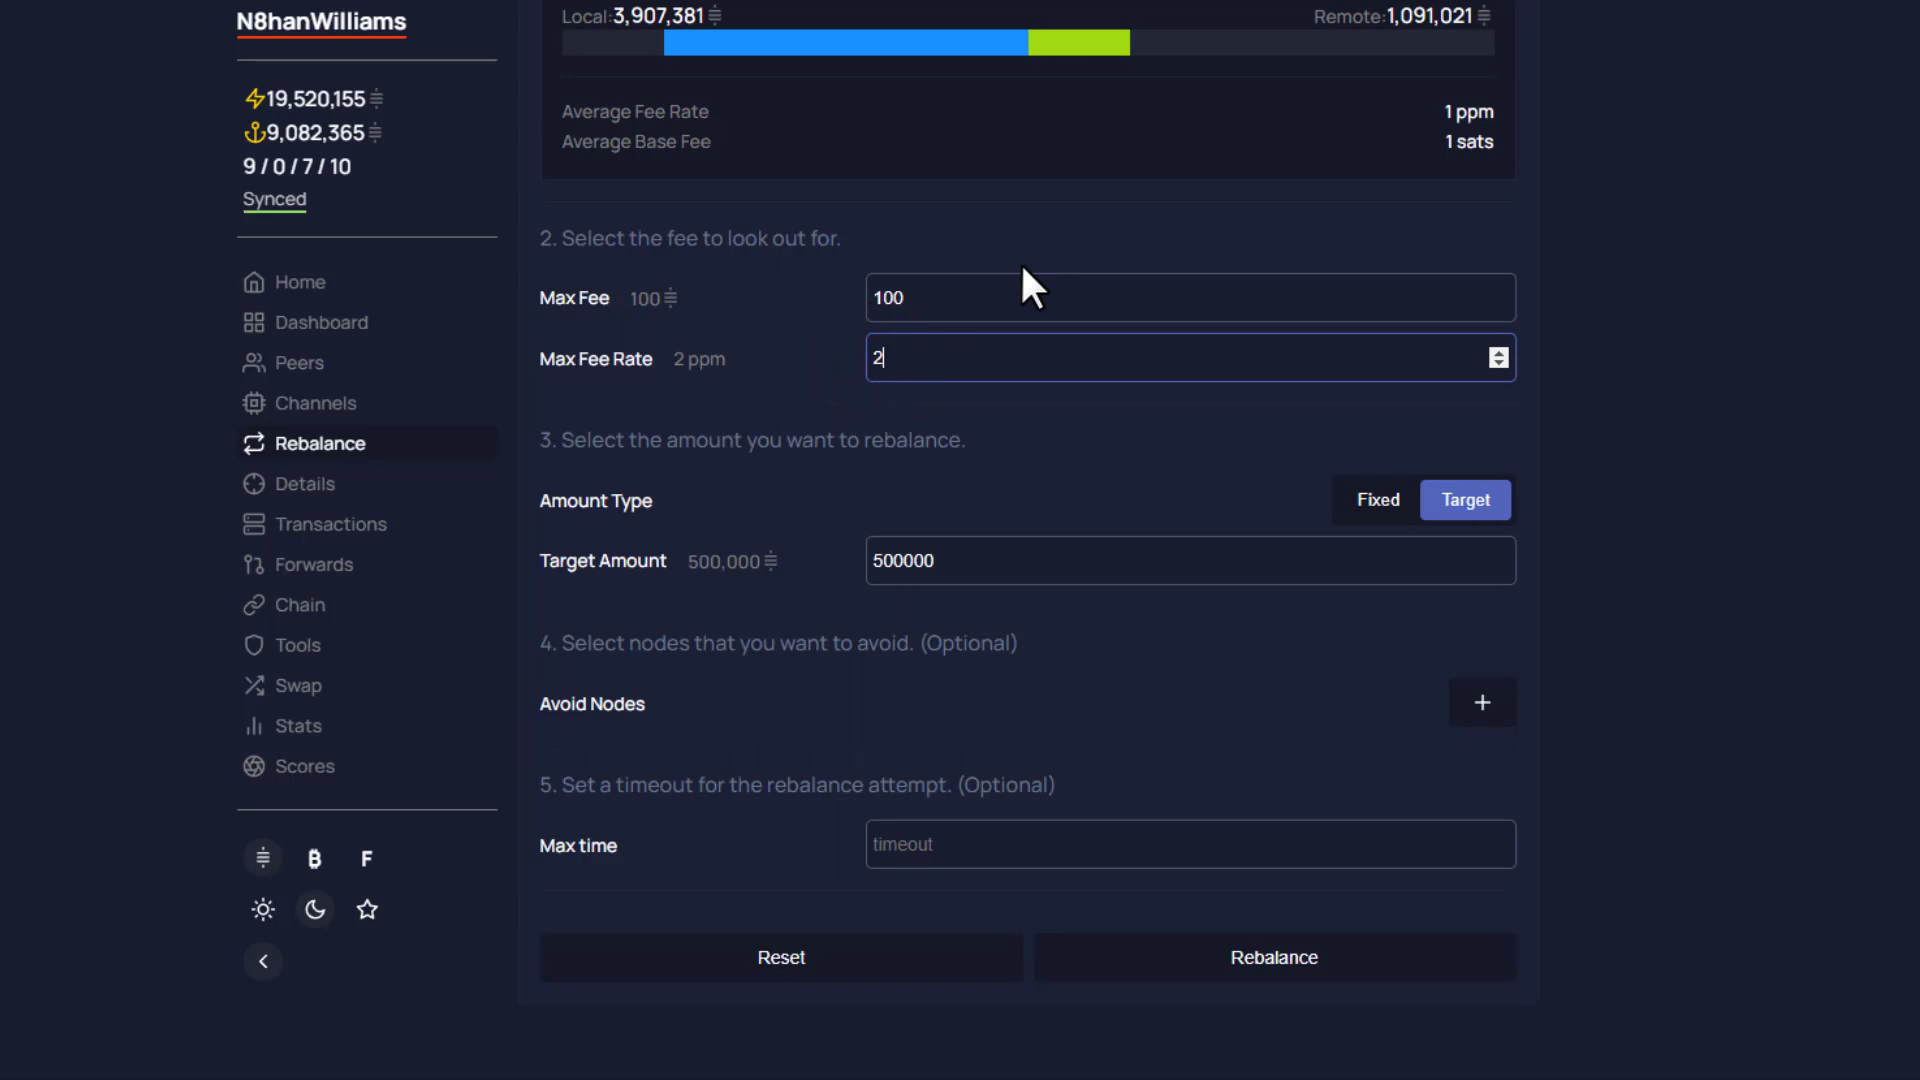 N8hanWilliams
19,520,155
9,082,365
9 / 0 / 7 / 10
Synced
Home
Dashboard
Peers
Channels
Rebalance
Details
Transactions
Forwards
Chain
Tools
Swap
Stats
Scores
B F
Local:3,907,381 Remote:1,091,021
Average Fee Rate 1 ppm
Average Base Fee 1 sats
2. Select the fee to look out for.
Max Fee 100 100
Max Fee Rate 2 ppm 2
3. Select the amount you want to rebalance.
Amount Type Fixed Target
Target Amount 500,000 500000
4. Select nodes that you want to avoid. (Optional)
Avoid Nodes +
5. Set a timeout for the rebalance attempt. (Optional)
Max time timeout
Reset Rebalance